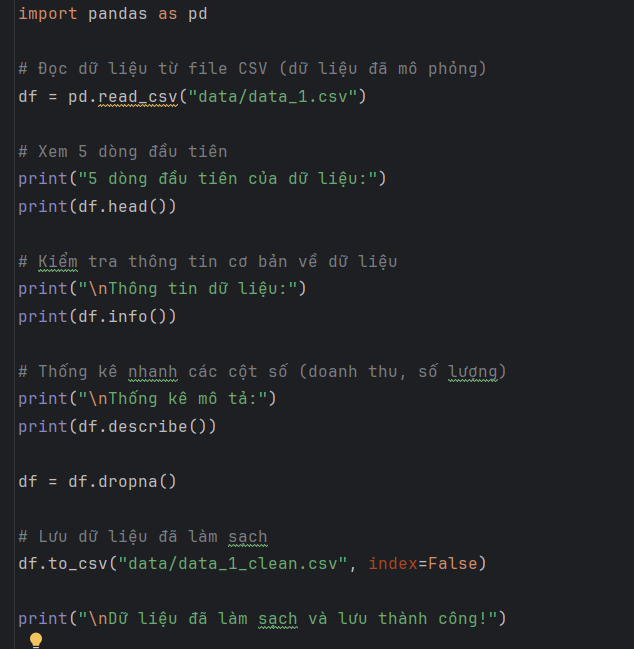 import pandas as pd
# Đọc dữ liệu từ file CSV (dữ liệu đã mô phỏng)
df = pd.read_csv("data/data_1.csv")
# Xem 5 dòng đầu tiên
print("5 dòng đầu tiên của dữ liệu:")
print(df.head())
# Kiểm tra thông tin cơ bản về dữ liệu
print("\nThông tin dữ liệu:")
print(df.info())
# Thống kê nhanh các cột số (doanh thu, số lượng)
print("\nThống kê mô tả:")
print(df.describe())
df = df.dropna()
# Lưu dữ liệu đã làm sạch
df.to_csv("data/data_1_clean.csv", index=False)
print("\nDữ liệu đã làm sạch và lưu thành công!")